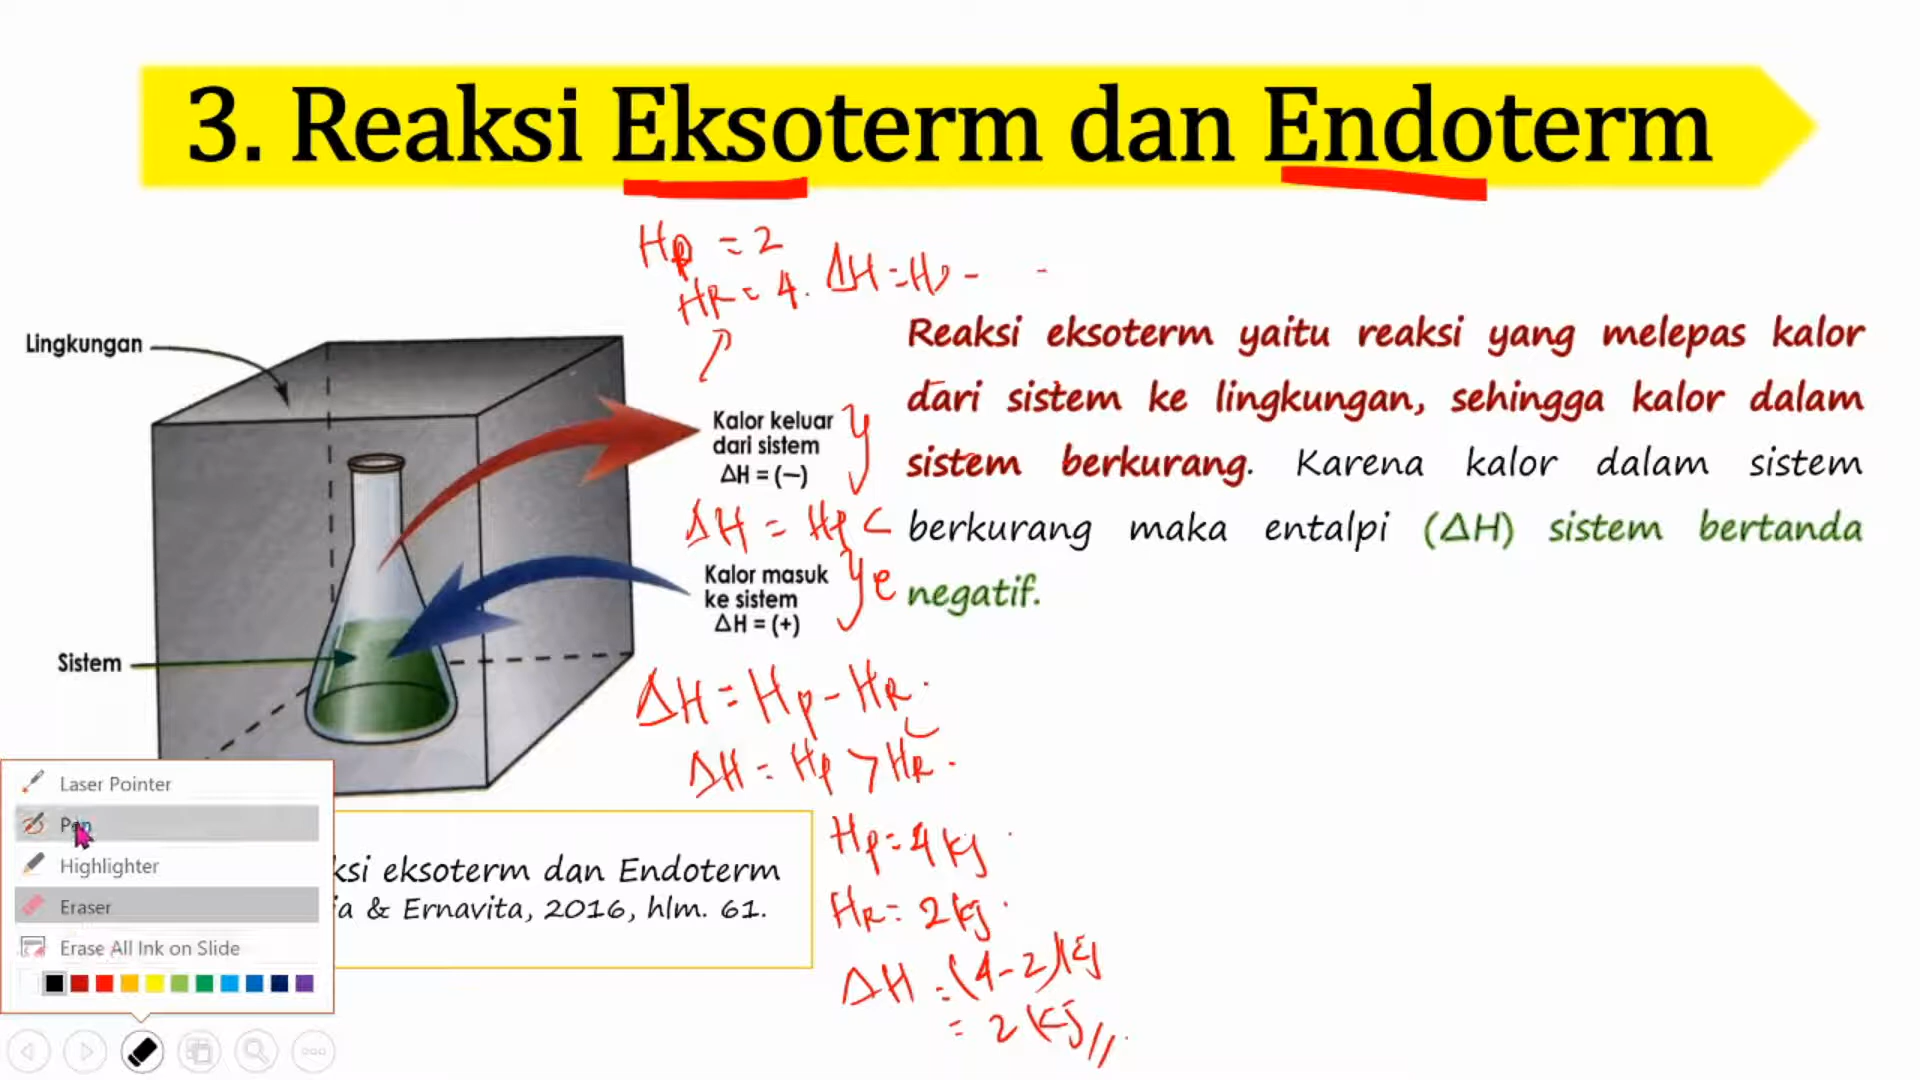 3. Reaksi Eksoterm dan Endoterm
Hp = 2
HR = 4. ΔH = Hp -
Lingkungan
Kalor keluar
dari sistem
ΔH = (−)
ΔH = Hp <
Kalor masuk
ke sistem
ΔH = (+)
Sistem
Reaksi eksoterm yaitu reaksi yang melepas kalor
dari sistem ke lingkungan, sehingga kalor dalam
sistem berkurang. Karena kalor dalam sistem
berkurang maka entalpi (ΔH) sistem bertanda
negatif.
ΔH = Hp - HR.
ΔH = Hp > HR.
Hp = 4 kj
HR = 2 kj.
ΔH = (4-2) kj
= 2 kj //
Laser Pointer
Pen
Highlighter
Eraser
Erase All Ink on Slide
ksi eksoterm dan Endoterm
& Ernavita, 2016, hlm. 61.